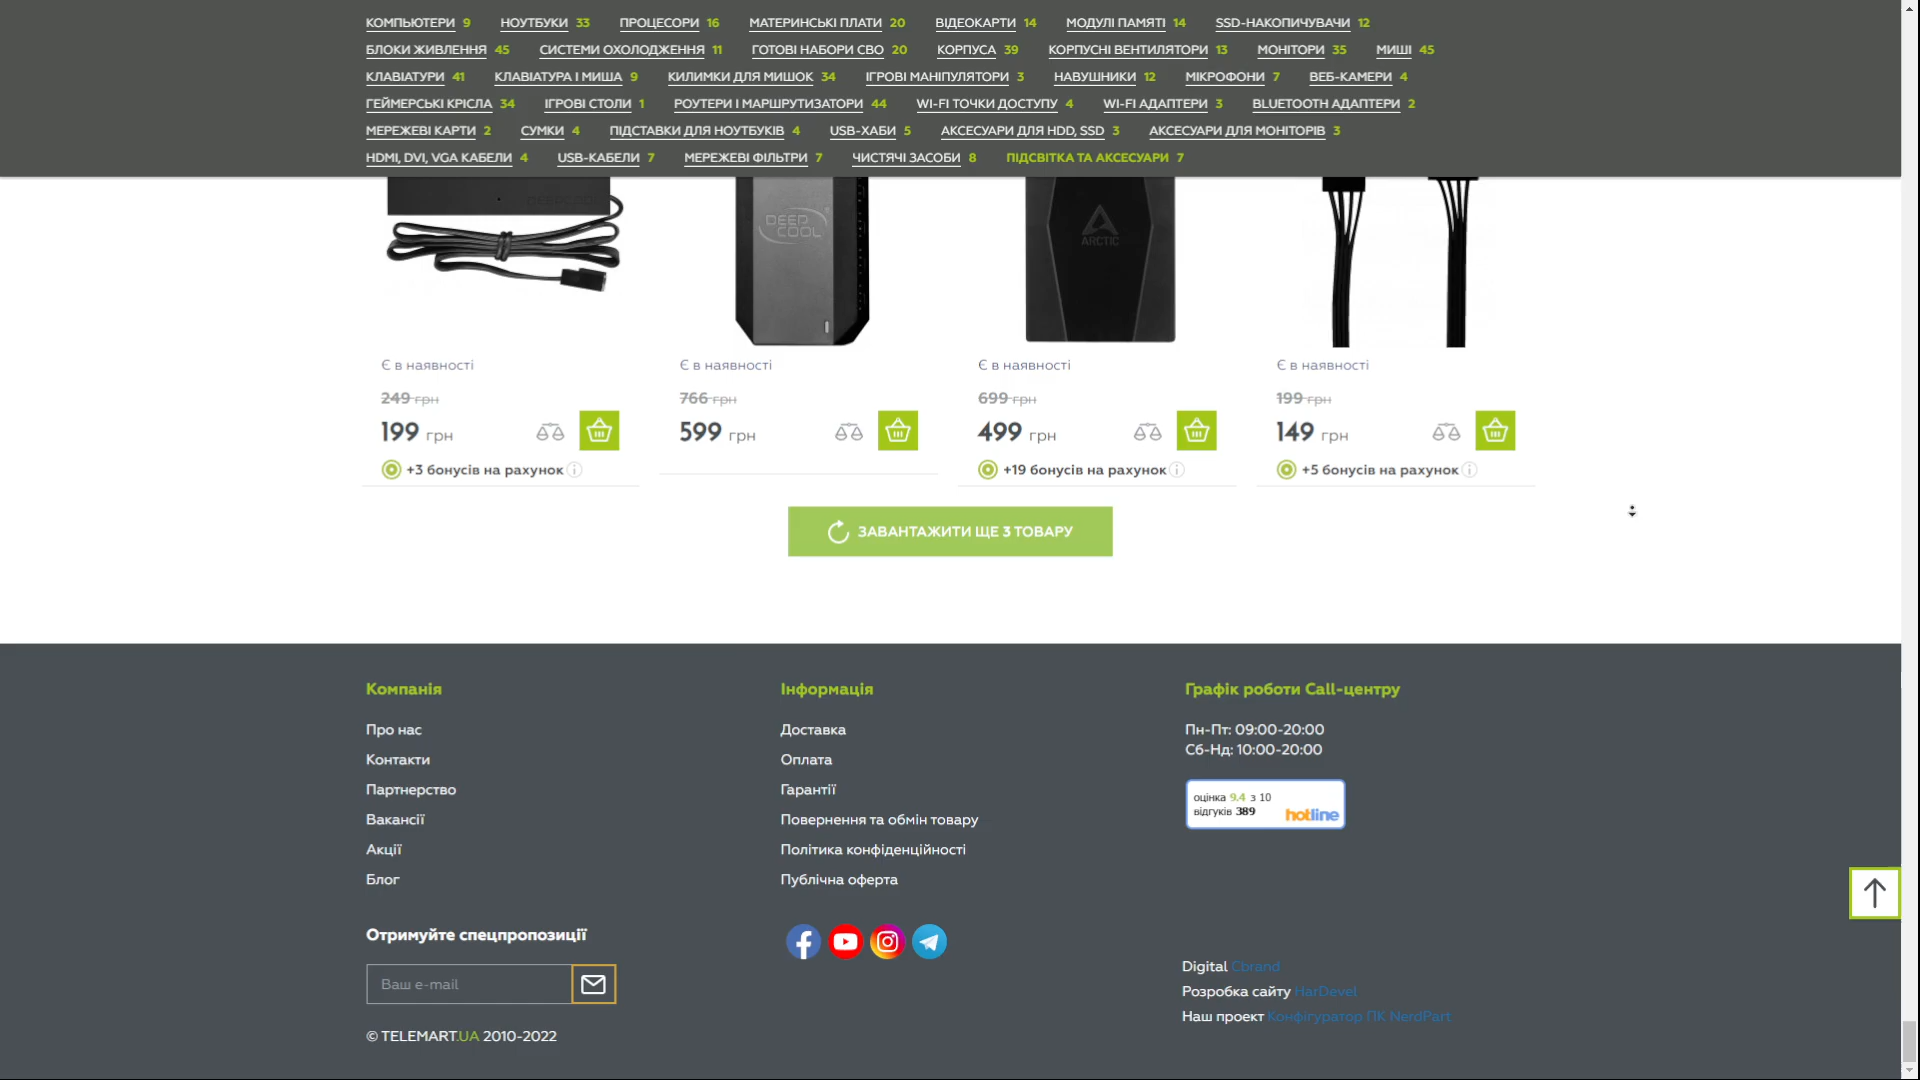 КОМПЬЮТЕРИ 9 НОУТБУКИ 33 ПРОЦЕСОРИ 16 МАТЕРИНСЬКІ ПЛАТИ 20 ВІДЕОКАРТИ 14 МОДУЛІ ПАМЯТІ 14 SSD-НАКОПИЧУВАЧИ 12
БЛОКИ ЖИВЛЕННЯ 45 СИСТЕМИ ОХОЛОДЖЕННЯ 11 ГОТОВІ НАБОРИ СВО 20 КОРПУСА 39 КОРПУСНІ ВЕНТИЛЯТОРИ 13 МОНІТОРИ 35 МИШІ 45
КЛАВІАТУРИ 41 КЛАВІАТУРА І МИША 9 КИЛИМКИ ДЛЯ МИШОК 34 ІГРОВІ МАНІПУЛЯТОРИ 3 НАВУШНИКИ 12 МІКРОФОНИ 7 ВЕБ-КАМЕРИ 4
ГЕЙМЕРСЬКІ КРІСЛА 34 ІГРОВІ СТОЛИ 1 РОУТЕРИ І МАРШРУТИЗАТОРИ 44 WI-FI ТОЧКИ ДОСТУПУ 4 WI-FI АДАПТЕРИ 3 BLUETOOTH АДАПТЕРИ 2
МЕРЕЖЕВІ КАРТИ 2 СУМКИ 4 ПІДСТАВКИ ДЛЯ НОУТБУКІВ 4 USB-ХАБИ 5 АКСЕСУАРИ ДЛЯ HDD, SSD 3 АКСЕСУАРИ ДЛЯ МОНІТОРІВ 3
HDMI, DVI, VGA КАБЕЛИ 4 USB-КАБЕЛИ 7 МЕРЕЖЕВІ ФІЛЬТРИ 7 ЧИСТЯЧІ ЗАСОБИ 8 ПІДСВІТКА ТА АКСЕСУАРИ 7
DEEPCOOL
DEEP
COOL
ARCTIC
Є в наявності Є в наявності Є в наявності Є в наявності
249 грн 766 грн 699 грн 199 грн
199 грн 599 грн 499 грн 149 грн
+3 бонусів на рахунок +19 бонусів на рахунок +5 бонусів на рахунок
ЗАВАНТАЖИТИ ЩЕ 3 ТОВАРУ
Компанія
Про нас
Контакти
Партнерство
Вакансії
Акції
Блог
Отримуйте спецпропозиції
Ваш e-mail
© TELEMART.UA 2010-2022
Інформація
Доставка
Оплата
Гарантії
Повернення та обмін товару
Політика конфіденційності
Публічна оферта
Графік роботи Call-центру
Пн-Пт: 09:00-20:00
Сб-Нд: 10:00-20:00
оцінка 9.4 з 10
відгуків 389
hotline
Digital Cbrand
Розробка сайту HarDevel
Наш проект Конфігуратор ПК NerdPart